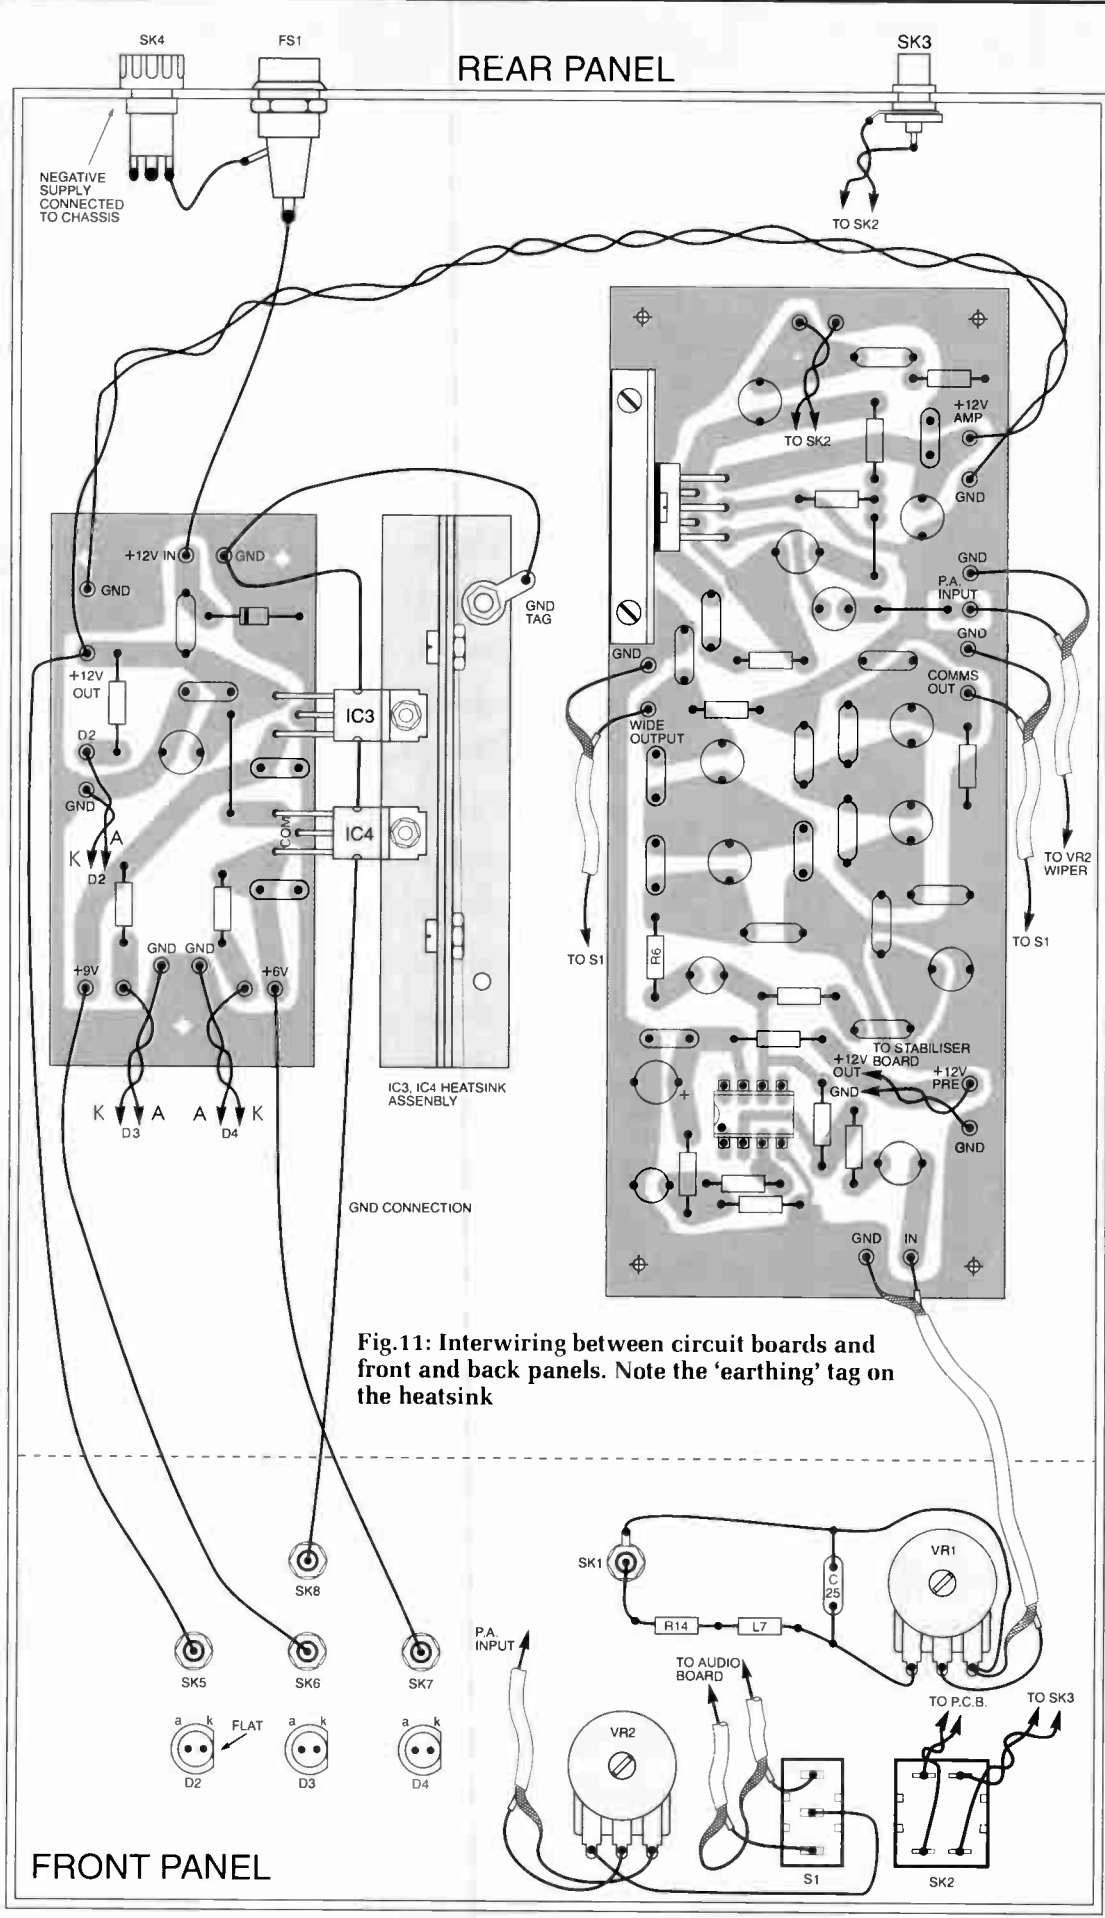 SK4
FS1
REAR PANEL
SK3
NEGATIVE
SUPPLY
CONNECTED
TO CHASSIS
TO SK2
TO SK2
+12V
AMP
GND
+12V IN
GND
GND
GND
TAG
GND
P.A.
INPUT
GND
COMMS
OUT
GND
WIDE
OUTPUT
+12V
OUT
IC3
D2
GND
COM
IC4
K
A
D2
TO VR2
WIPER
TO S1
TO S1
R6
GND
GND
+9V
+6V
TO STABILISER
BOARD
+12V
OUT
GND
+12V
PRE
GND
+
IC3, IC4 HEATSINK
ASSENBLY
K
A
D3
A
K
D4
GND CONNECTION
GND
IN
Fig.11: Interwiring between circuit boards and
front and back panels. Note the 'earthing' tag on
the heatsink
SK1
C
25
VR1
R14
L7
SK8
SK5
SK6
SK7
P.A.
INPUT
TO AUDIO
BOARD
TO P.C.B.
TO SK3
a
k
FLAT
D2
a
k
D3
a
k
D4
VR2
S1
SK2
FRONT PANEL